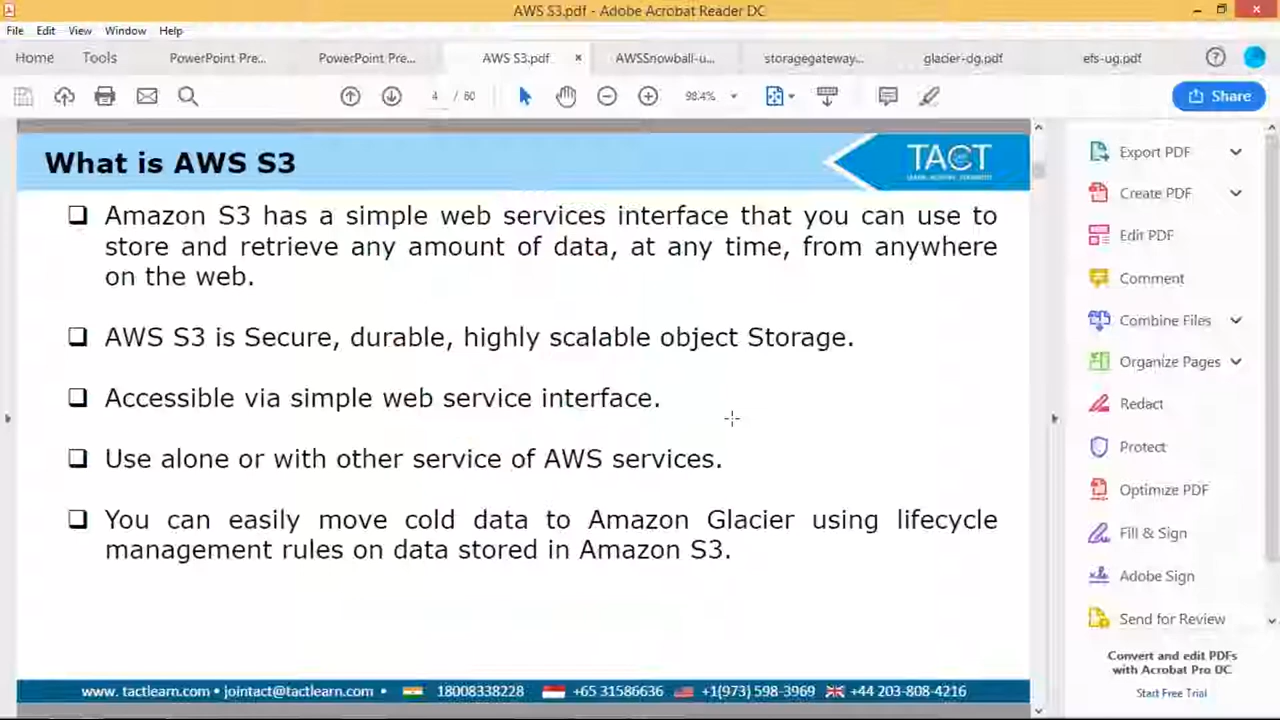 AWS S3.pdf - Adobe Acrobat Reader DC
File Edit View Window Help
Home Tools PowerPoint Pre... PowerPoint Pre... AWS S3.pdf × AWSSnowball-u... storagegateway... glacier-dg.pdf efs-ug.pdf
4 / 60 98.4% Share
What is AWS S3
TACT
Amazon S3 has a simple web services interface that you can use to
store and retrieve any amount of data, at any time, from anywhere
on the web.
AWS S3 is Secure, durable, highly scalable object Storage.
Accessible via simple web service interface.
Use alone or with other service of AWS services.
You can easily move cold data to Amazon Glacier using lifecycle
management rules on data stored in Amazon S3.
www. tactlearn.com • jointact@tactlearn.com • 18008338228 +65 31586636 +1(973) 598-3969 +44 203-808-4216
Export PDF
Create PDF
Edit PDF
Comment
Combine Files
Organize Pages
Redact
Protect
Optimize PDF
Fill & Sign
Adobe Sign
Send for Review
Convert and edit PDFs
with Acrobat Pro DC
Start Free Trial